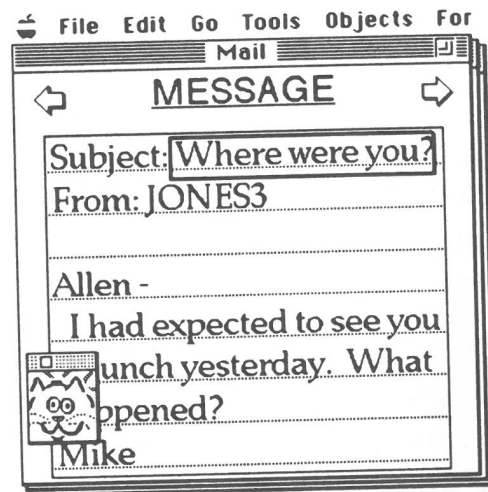 File Edit Go Tools Objects For
Mail
MESSAGE
Subject: Where were you?
From: JONES3
Allen -
I had expected to see you
unch yesterday. What
ppened?
Mike